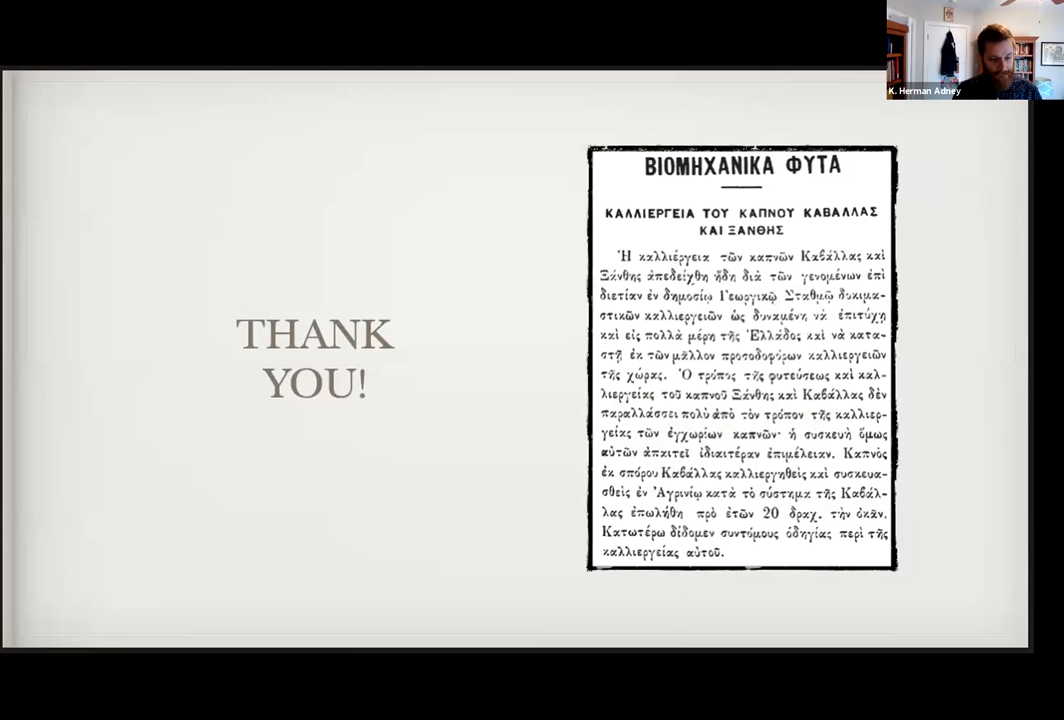 K. Herman Adney
THANK
YOU!
ΒΙΟΜΗΧΑΝΙΚΑ ΦΥΤΑ
ΚΑΛΛΙΕΡΓΕΙΑ ΤΟΥ ΚΑΠΝΟΥ ΚΑΒΑΛΛΑΣ
ΚΑΙ ΞΑΝΘΗΣ
Ἡ καλλιέργεια τῶν καπνῶν Καβάλλας καὶ
Ξάνθης ἀπεδείχθη ἤδη διὰ τῶν γενομένων ἐπὶ
διετίαν ἐν δημοσίῳ Γεωργικῷ Σταθμῷ δοκιμα-
στικῶν καλλιεργειῶν ὡς δυναμένη νὰ ἐπιτύχῃ
καὶ εἰς πολλὰ μέρη τῆς Ἑλλάδος καὶ νὰ κατα-
στῇ ἐκ τῶν μᾶλλον προσοδοφόρων καλλιεργειῶν
τῆς χώρας. Ὁ τρόπος τῆς φυτεύσεως καὶ καλ-
λιεργείας τοῦ καπνοῦ Ξάνθης καὶ Καβάλλας δὲν
παραλλάσσει πολὺ ἀπὸ τὸν τρόπον τῆς καλλιερ-
γείας τῶν ἐγχωρίων καπνῶν· ἡ συσκευὴ ὅμως
αὐτῶν ἀπαιτεῖ ἰδιαιτέραν ἐπιμέλειαν. Καπνὸς
ἐκ σπόρου Καβάλλας καλλιεργηθεὶς καὶ συσκευα-
σθεὶς ἐν Ἀγρινίῳ κατὰ τὸ σύστημα τῆς Καβάλ-
λας ἐπωλήθη πρὸ ἐτῶν 20 δραχ. τὴν ὀκᾶν.
Κατωτέρω δίδομεν συντόμους ὁδηγίας περὶ τῆς
καλλιεργείας αὐτοῦ.